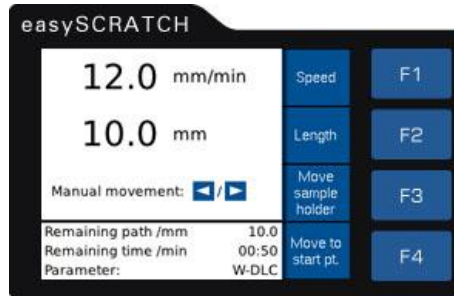 easySCRATCH
12.0 mm/min
Speed
F1
10.0 mm
Length
F2
Manual movement: ◄ / ►
Move
sample
holder
F3
Remaining path /mm 10.0
Remaining time /min 00:50
Parameter: W-DLC
Move to
start pt.
F4